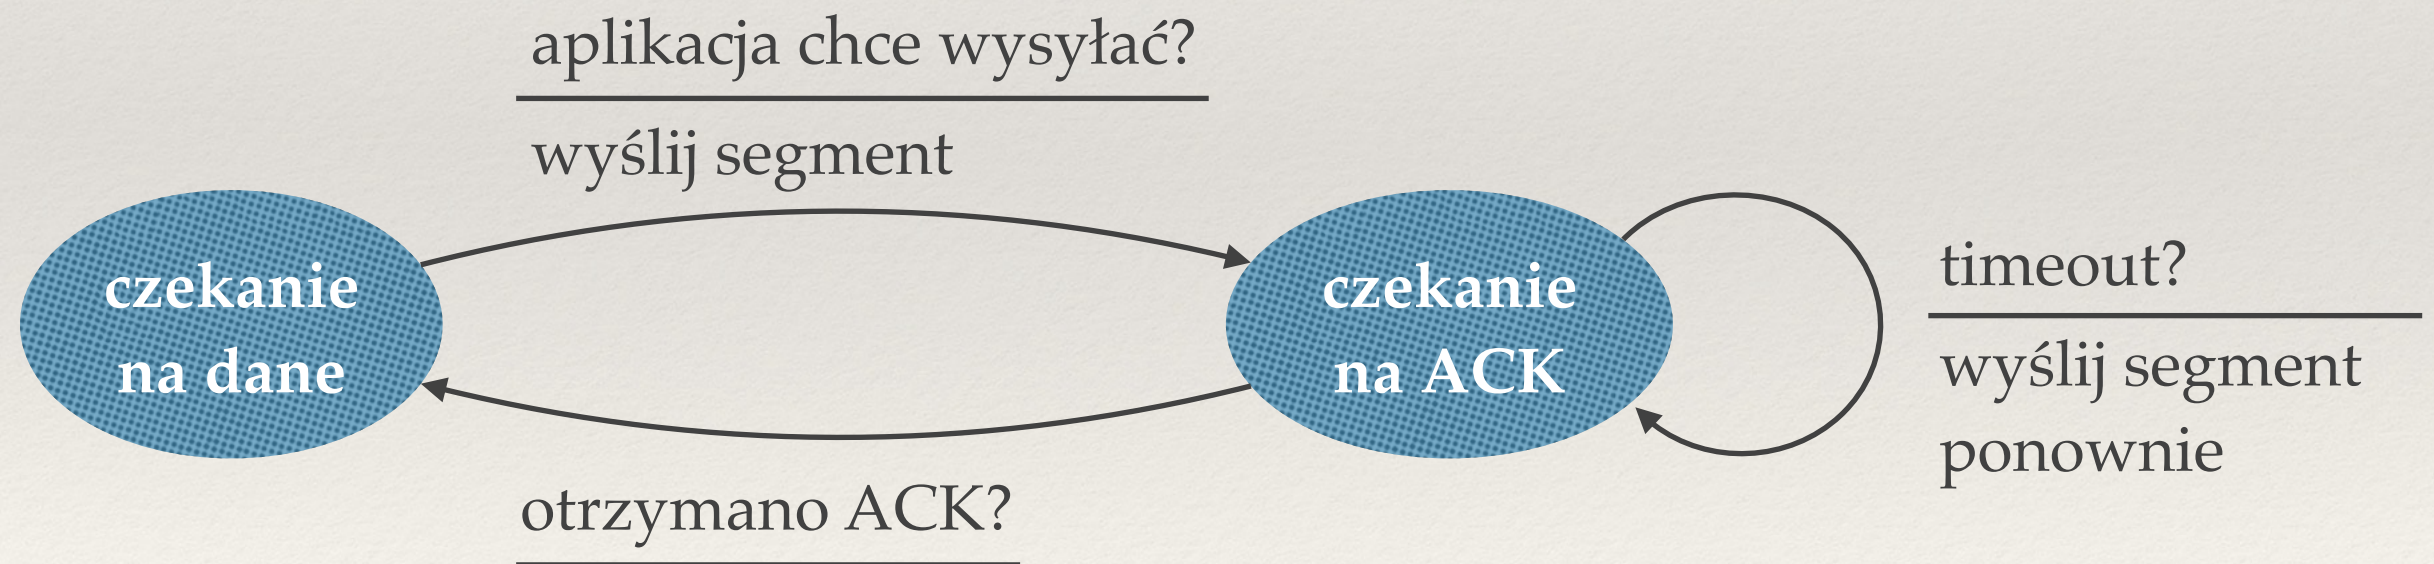 aplikacja chce wysyłać?
wyślij segment
czekanie
na dane
czekanie
na ACK
timeout?
wyślij segment
ponownie
otrzymano ACK?